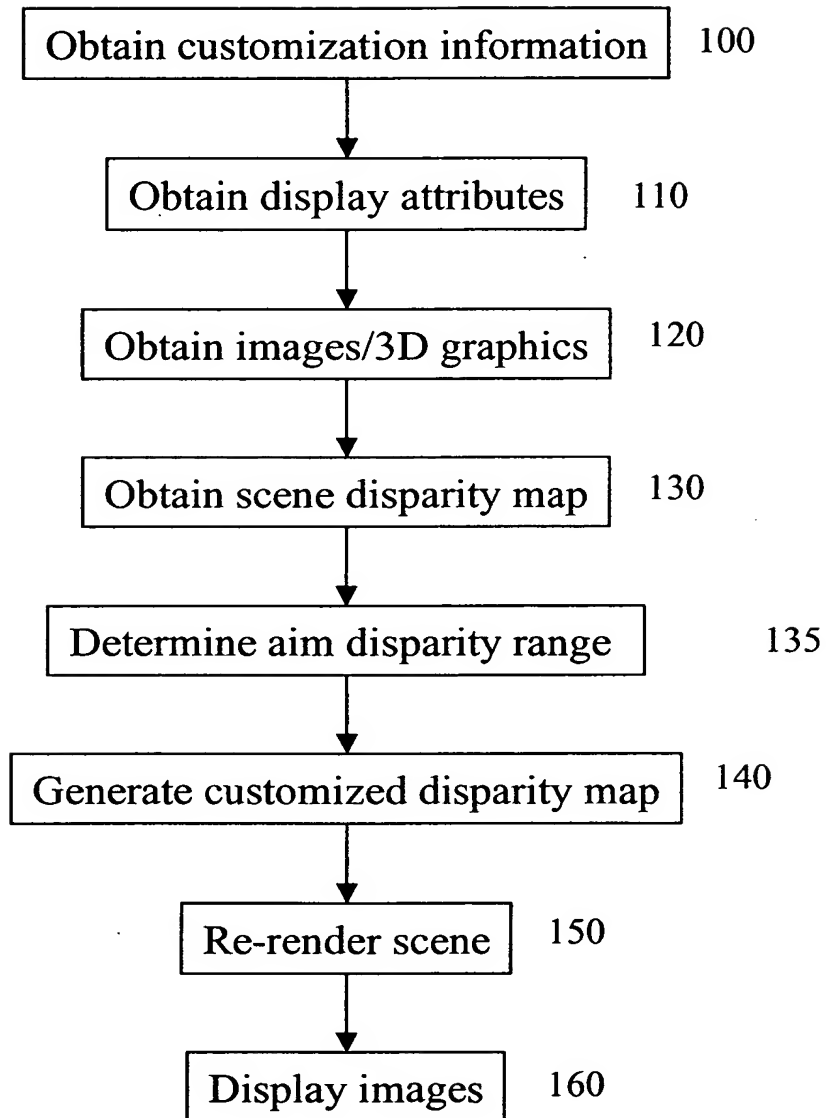 Obtain customization information 100
Obtain display attributes 110
Obtain images/3D graphics 120
Obtain scene disparity map 130
Determine aim disparity range 135
Generate customized disparity map 140
Re-render scene 150
Display images 160